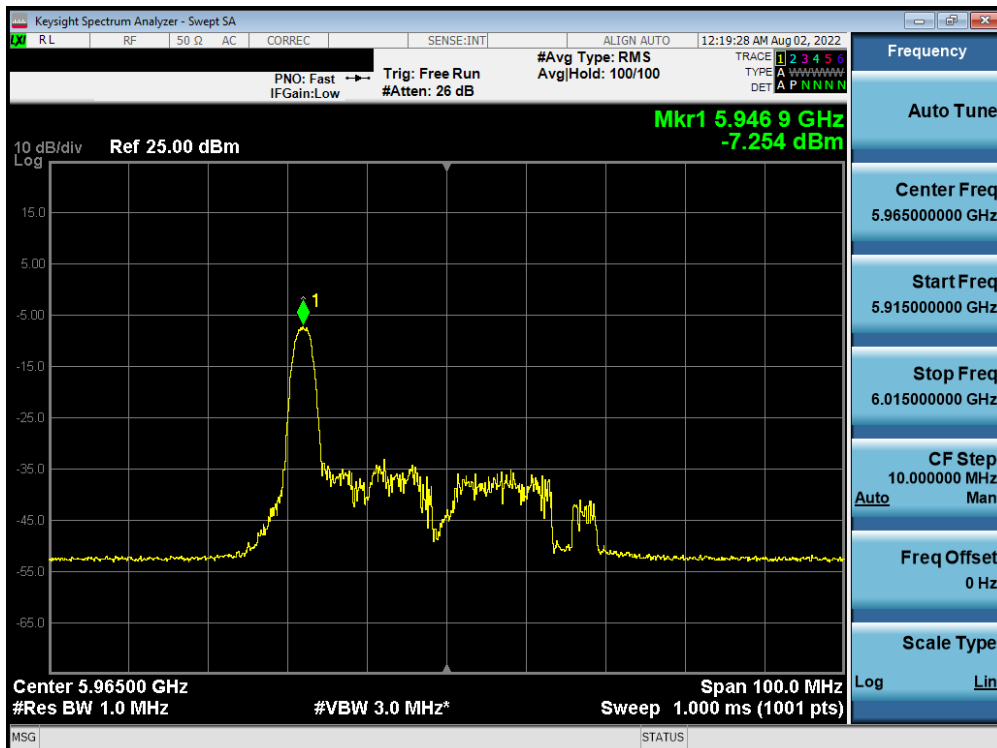 Keysight Spectrum Analyzer - Swept SA
LXI RL RF 50 Ω AC CORREC SENSE:INT ALIGN AUTO 12:19:28 AM Aug 02, 2022
PNO: Fast Trig: Free Run #Avg Type: RMS TRACE 1 2 3 4 5 6
IFGain:Low #Atten: 26 dB Avg|Hold: 100/100 TYPE A WWWWW
DET A P N N N N
Mkr1 5.946 9 GHz
-7.254 dBm
10 dB/div Ref 25.00 dBm
Log
15.0
5.00
1
-5.00
-15.0
-25.0
-35.0
-45.0
-55.0
-65.0
Center 5.96500 GHz Span 100.0 MHz
#Res BW 1.0 MHz #VBW 3.0 MHz* Sweep 1.000 ms (1001 pts)
MSG STATUS
Frequency
Auto Tune
Center Freq
5.965000000 GHz
Start Freq
5.915000000 GHz
Stop Freq
6.015000000 GHz
CF Step
10.000000 MHz
Auto Man
Freq Offset
0 Hz
Scale Type
Log Lin